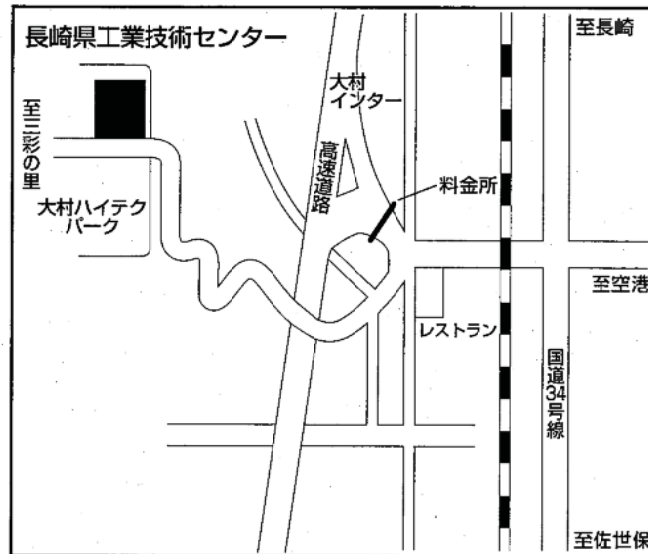 長崎県工業技術センター
至長崎
大村
インター
至三彩の里
高速道路
料金所
大村ハイテク
パーク
至空港
レストラン
国道34号線
至佐世保